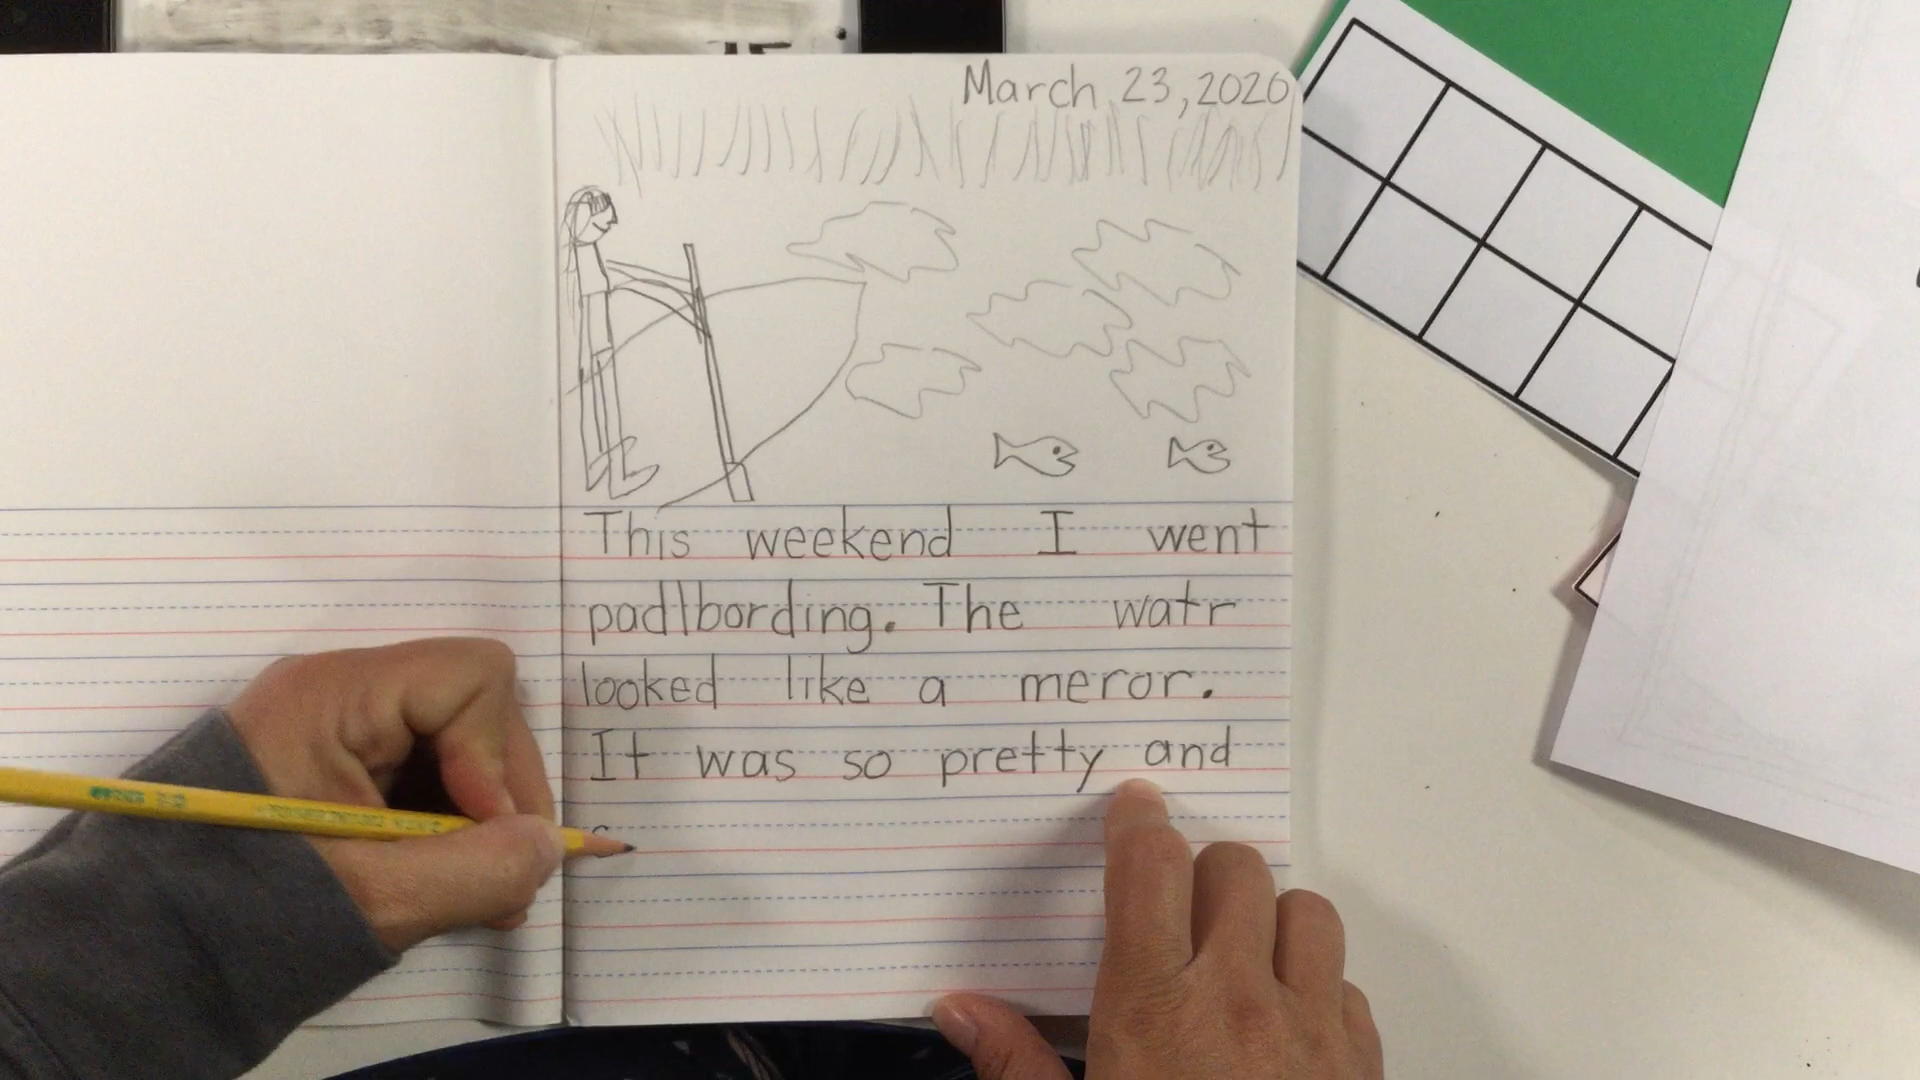 March 23, 2020
This weekend I went
padlbording. The watr
looked like a meror.
It was so pretty and